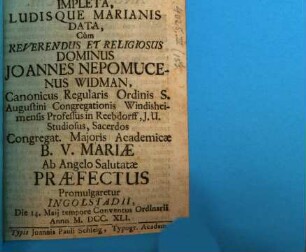 IMPLETA,
LUDISQUE MARIANIS
DATA,
Cùm
REVERENDUS ET RELIGIOSUS
DOMINUS
JOANNES NEPOMUCE-
NUS WIDMAN,
Canonicus Regularis Ordinis S.
Augustini Congregationis Windishei-
mensis Professus in Reebdorff, J. U.
Studiosus, Sacerdos
Congregat. Majoris Academicæ
B. V. MARIÆ
Ab Angelo Salutatæ
PRÆFECTUS
Promulgaretur
INGOLSTADII,
Die 14. Maij tempore Conventus Ordinarii
Anno M. DCC. XLI.
Typis Joannis Pauli Schleig, Typogr. Academ.